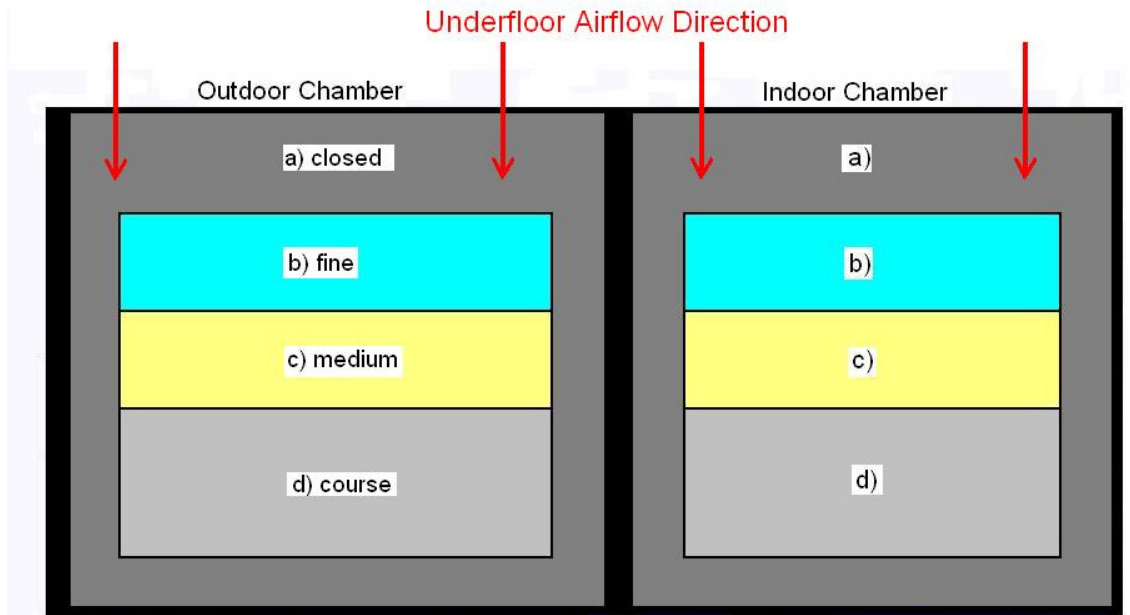 Underfloor Airflow Direction
Outdoor Chamber
Indoor Chamber
a) closed
a)
b) fine
b)
c) medium
c)
d) course
d)